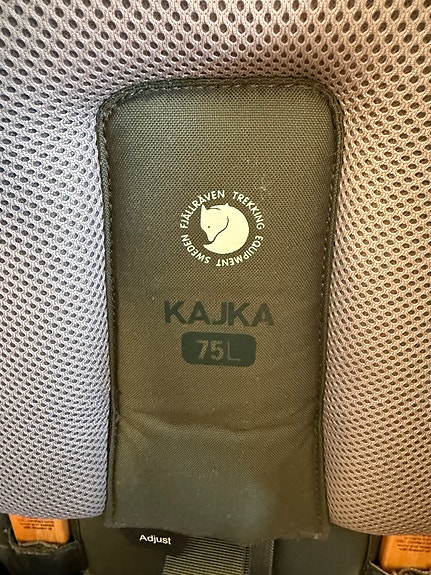 FJÄLLRÄVEN TREKKING EQUIPMENT SWEDEN
KAJKA
75L
Adjust